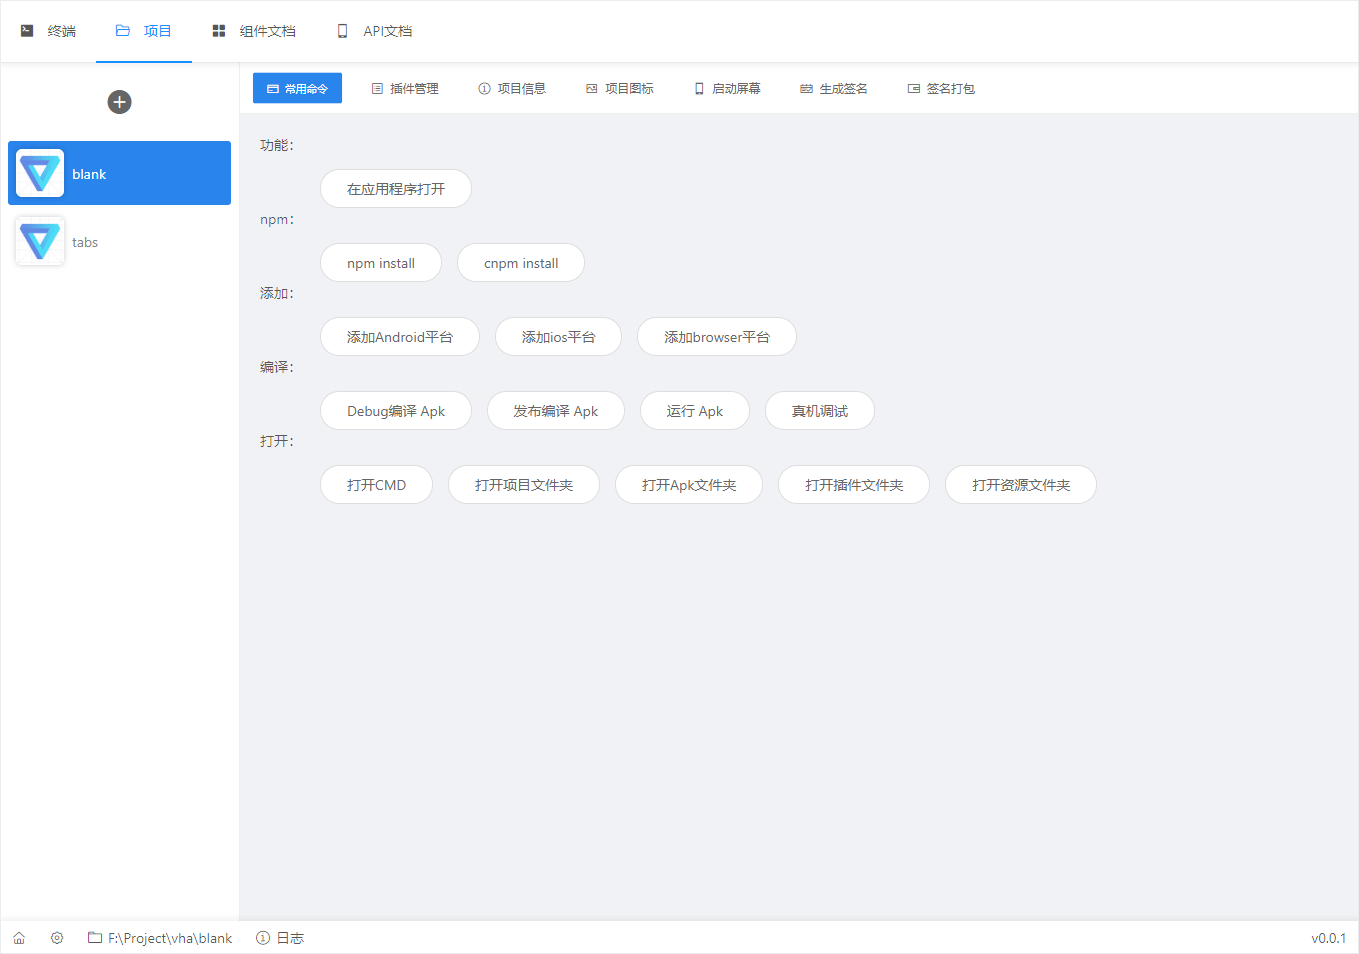 终端 项目 组件文档 API文档
常用命令 插件管理 项目信息 项目图标 启动屏幕 生成签名 签名打包
blank
tabs
功能：
在应用程序打开
npm：
npm install cnpm install
添加：
添加Android平台 添加ios平台 添加browser平台
编译：
Debug编译 Apk 发布编译 Apk 运行 Apk 真机调试
打开：
打开CMD 打开项目文件夹 打开Apk文件夹 打开插件文件夹 打开资源文件夹
F:\Project\vha\blank 日志 v0.0.1